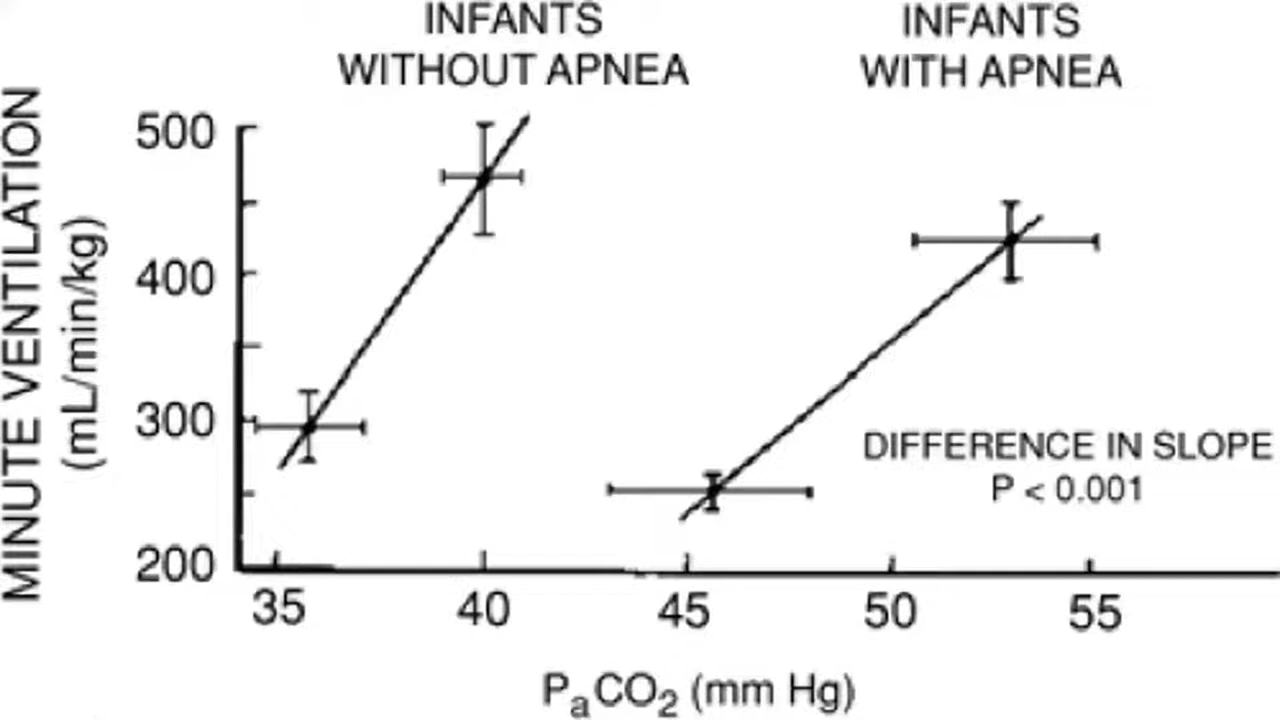 INFANTS
WITHOUT APNEA
INFANTS
WITH APNEA
MINUTE VENTILATION
(mL/min/kg)
500
400
300
200
DIFFERENCE IN SLOPE
P < 0.001
35
40
45
50
55
PaCO2 (mm Hg)